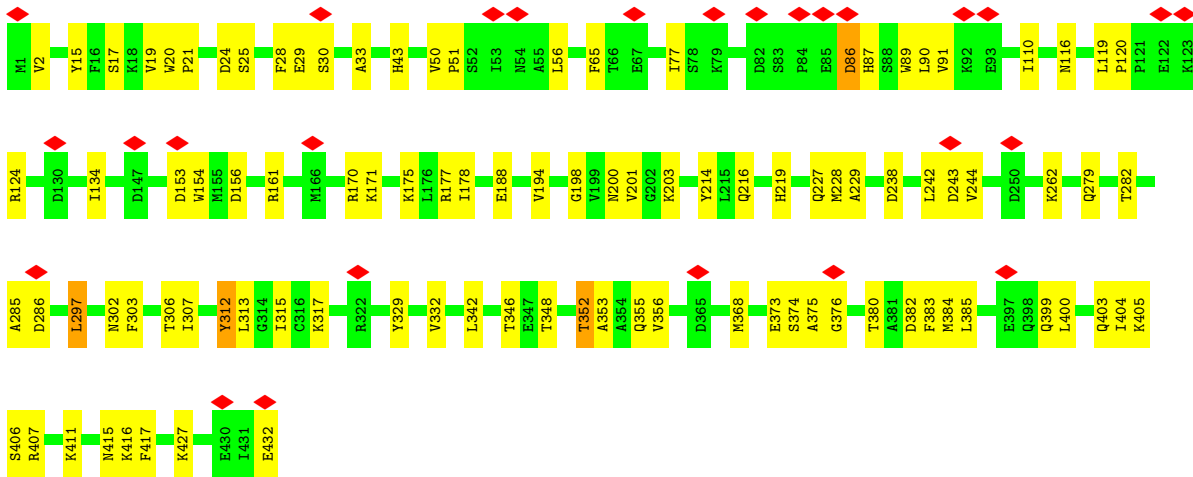 M1 V2 Y15 F16 S17 K18 V19 W20 P21 D24 S25 F28 E29 S30 A33 H43 V50 P51 S52 I53 N54 A55 L56 F65 T66 E67 I77 S78 K79 D82 S83 P84 E85 D86 H87 S88 W89 L90 V91 K92 E93 I110 N116 L119 P120 P121 E122 K123
R124 D130 I134 D147 D153 W154 M155 D156 R161 M166 R170 K171 K175 L176 R177 I178 E188 V194 G198 V199 N200 V201 G202 K203 Y214 L215 Q216 H219 Q227 M228 A229 D238 L242 D243 V244 D250 K262 Q279 T282
A285 D286 L297 N302 F303 T306 I307 Y312 L313 G314 I315 C316 K317 R322 Y329 V332 L342 T346 E347 T348 T352 A353 A354 Q355 V356 D365 M368 E373 S374 A375 G376 T380 A381 D382 F383 M384 L385 E397 Q398 Q399 L400 Q403 I404 K405
S406 R407 K411 N415 K416 F417 K427 E430 I431 E432